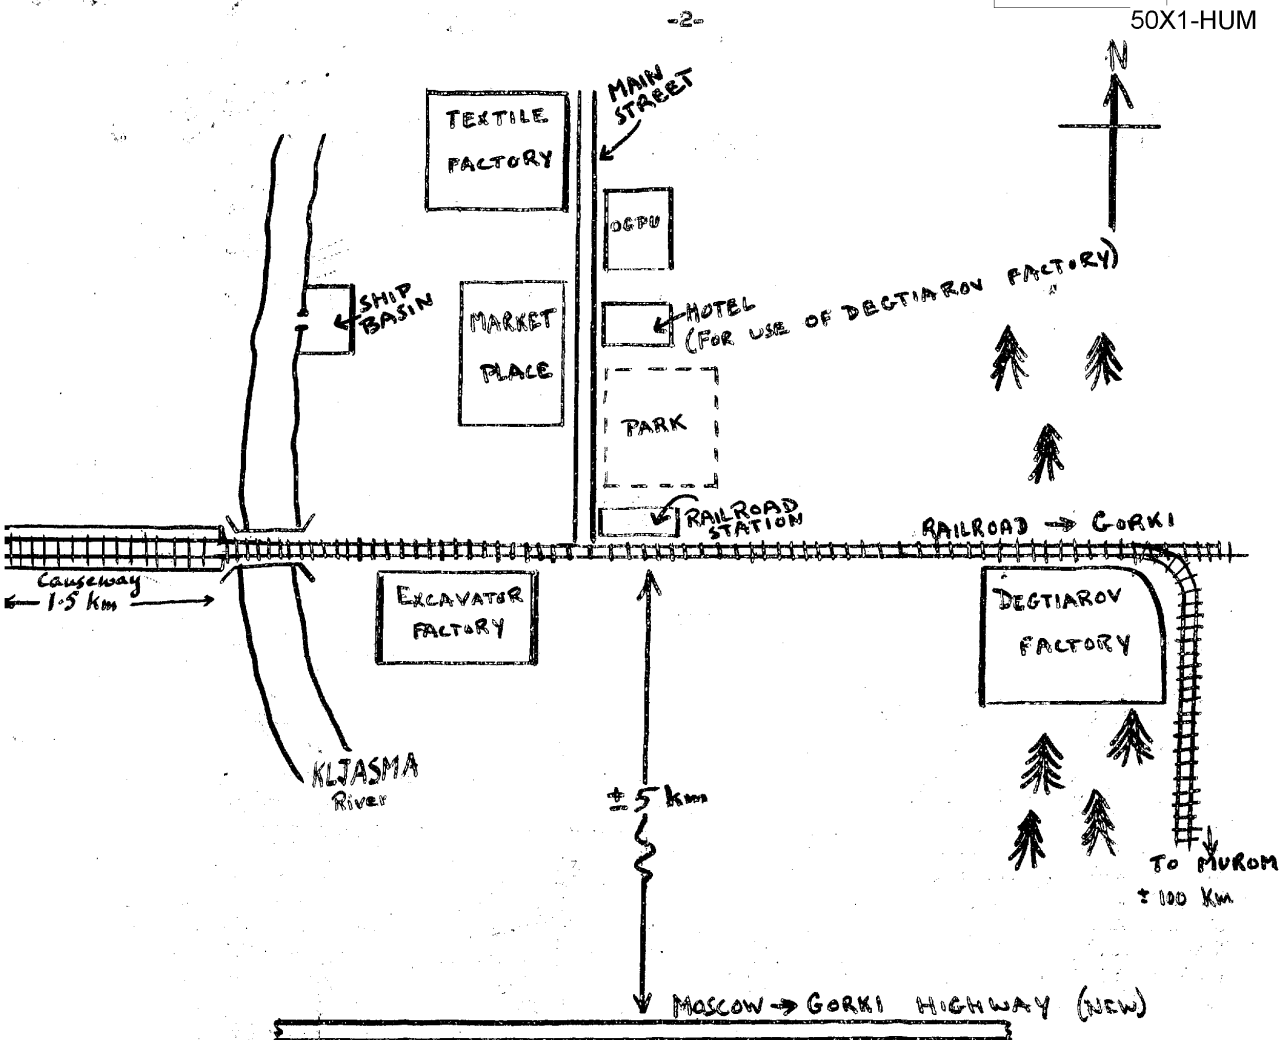 -2-
50X1-HUM
N
MAIN
STREET
TEXTILE
FACTORY
OGPU
SHIP
BASIN
MARKET
PLACE
HOTEL
(FOR USE OF DEGTIAROV FACTORY)
PARK
RAILROAD
STATION
RAILROAD → GORKI
Causeway
← 1.5 km →
EXCAVATOR
FACTORY
DEGTIAROV
FACTORY
KLJASMA
River
± 5 km
TO MUROM
± 100 Km
MOSCOW → GORKI HIGHWAY (NEW)